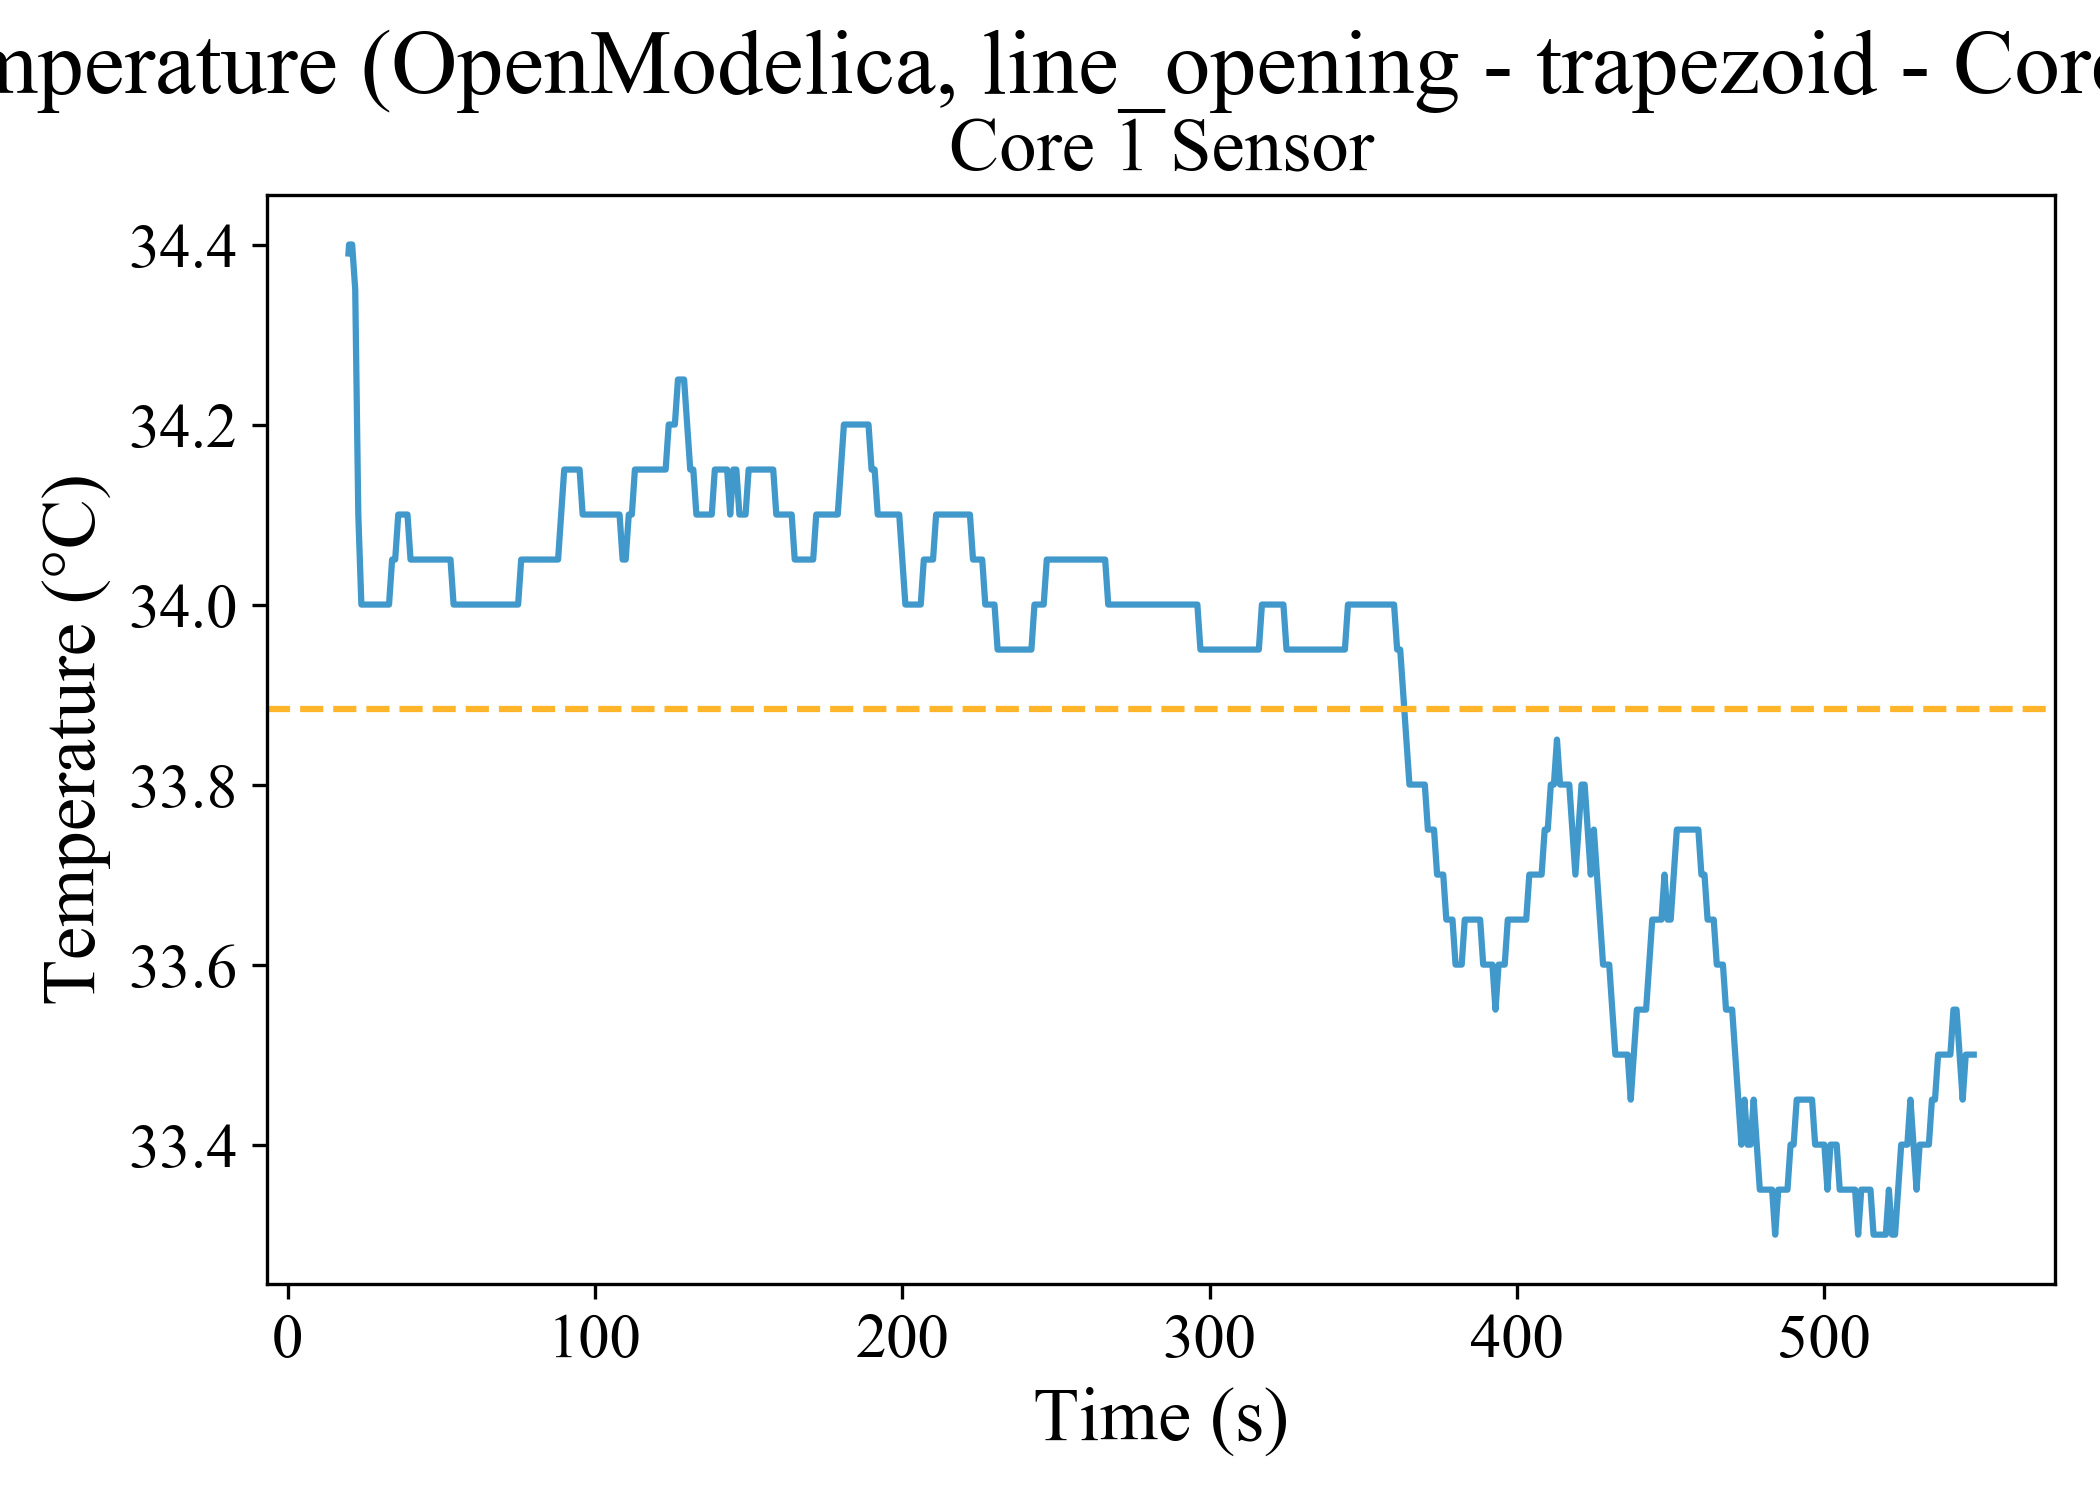 mperature (OpenModelica, line_opening - trapezoid - Core
Core 1 Sensor
Temperature (°C)
34.4
34.2
34.0
33.8
33.6
33.4
0 100 200 300 400 500
Time (s)